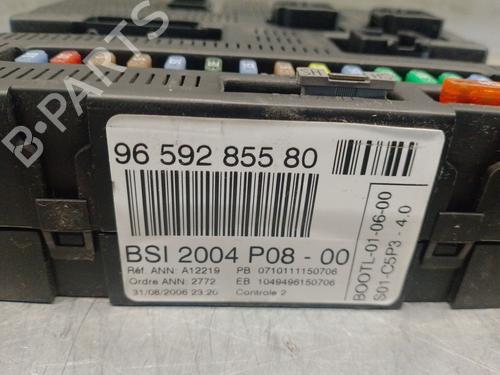 96 592 855 80
BSI 2004 P08 - 00
Réf. ANN: A12219 PB 0710111150706
Ordre ANN: 2772 EB 1049496150706
31/08/2006 23:20 Controle 2
BOOTL-01-06-00
S01-C5P3 - 4.0